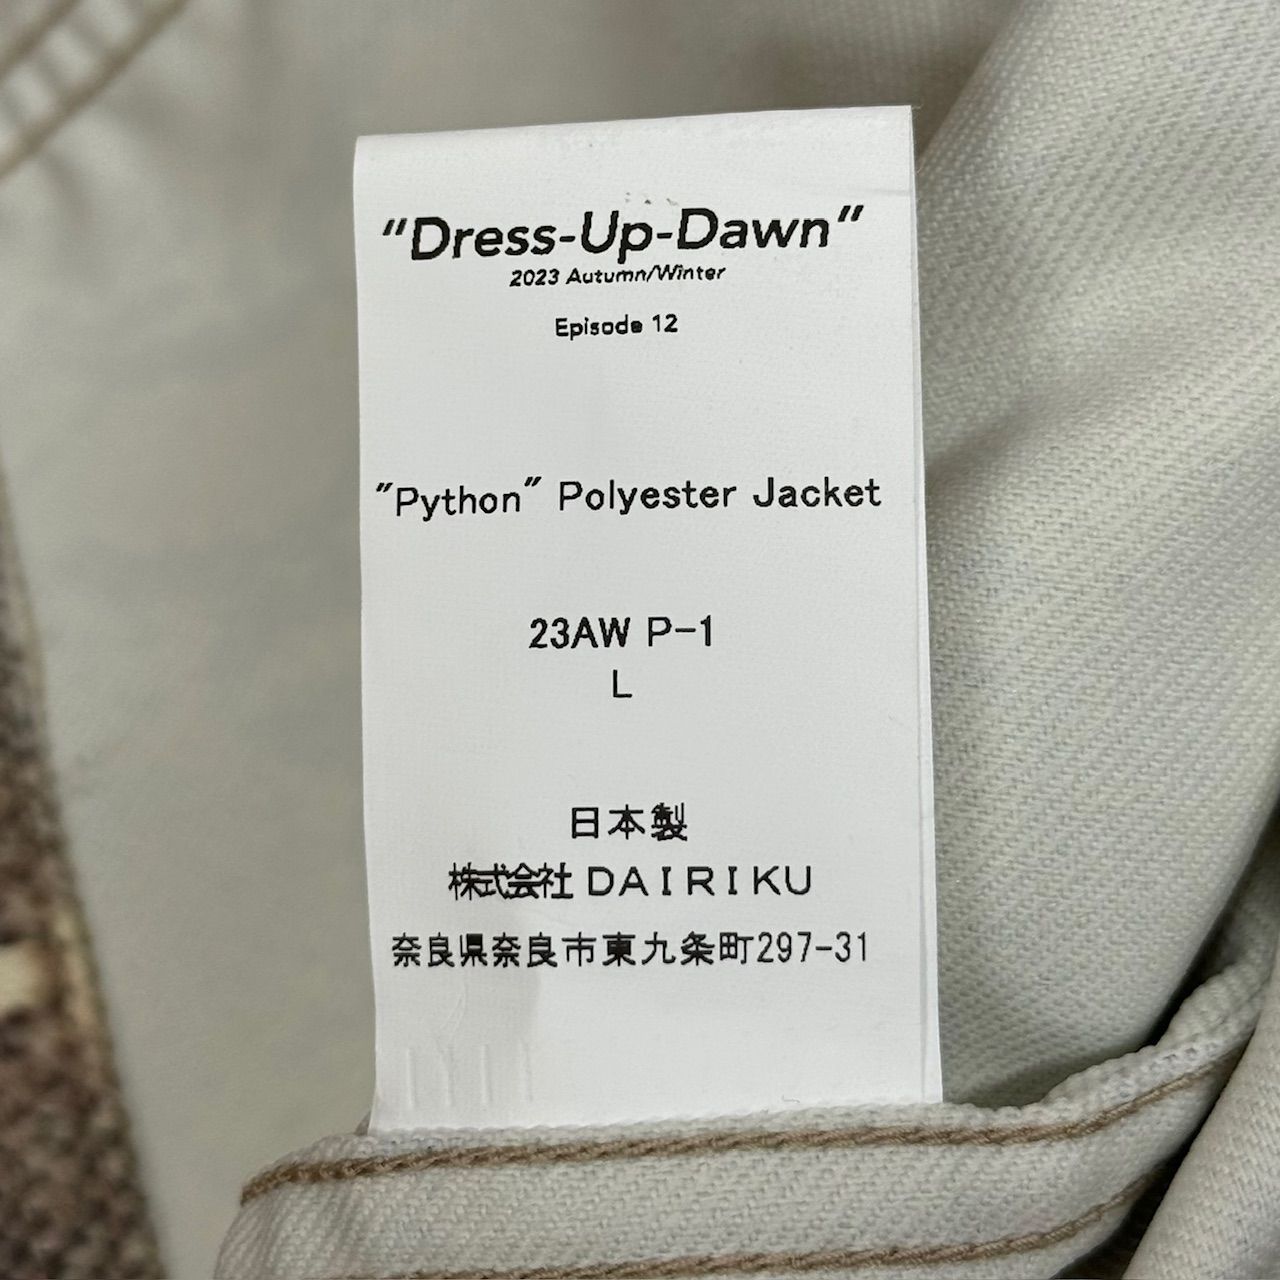 "Dress-Up-Dawn"
2023 Autumn/Winter
Episode 12
"Python" Polyester Jacket
23AW P-1
L
日本製
株式会社 DAIRIKU
奈良県奈良市東九条町297-31